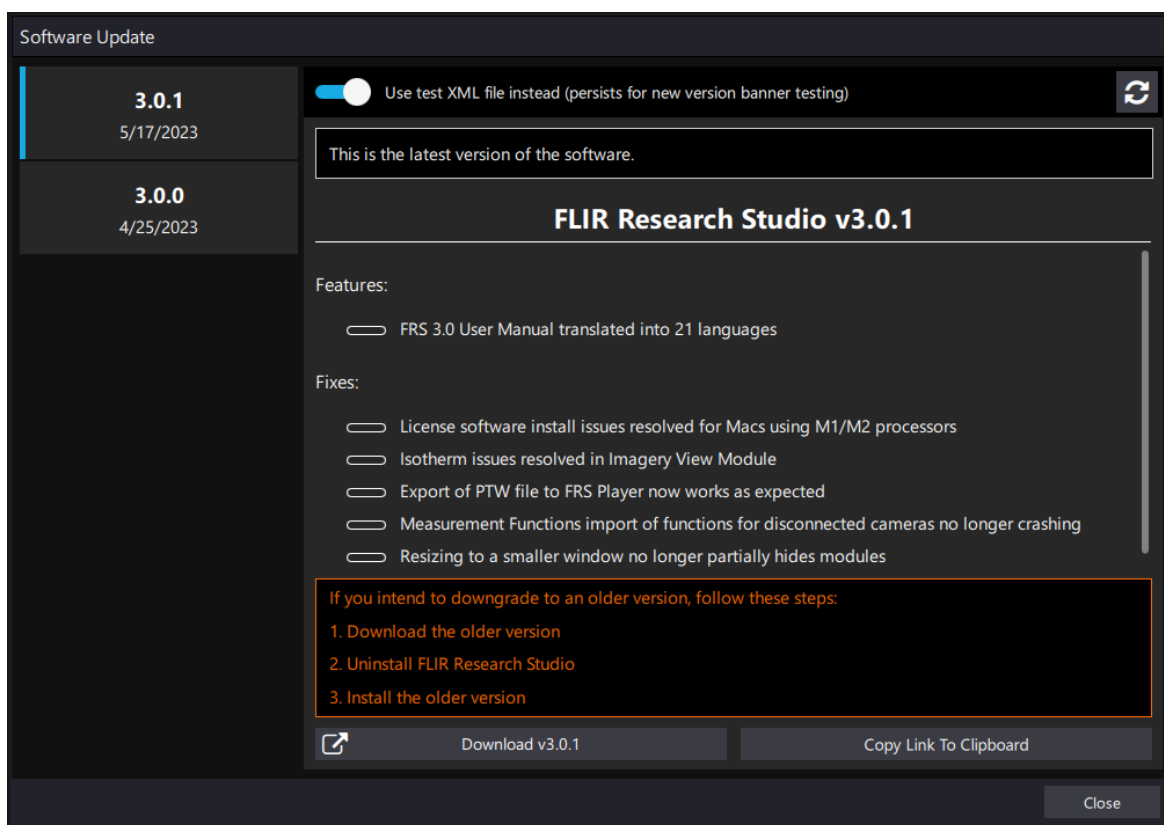 Software Update
3.0.1
5/17/2023
3.0.0
4/25/2023
Use test XML file instead (persists for new version banner testing)
This is the latest version of the software.
FLIR Research Studio v3.0.1
Features:
FRS 3.0 User Manual translated into 21 languages
Fixes:
License software install issues resolved for Macs using M1/M2 processors
Isotherm issues resolved in Imagery View Module
Export of PTW file to FRS Player now works as expected
Measurement Functions import of functions for disconnected cameras no longer crashing
Resizing to a smaller window no longer partially hides modules
If you intend to downgrade to an older version, follow these steps:
1. Download the older version
2. Uninstall FLIR Research Studio
3. Install the older version
Download v3.0.1
Copy Link To Clipboard
Close